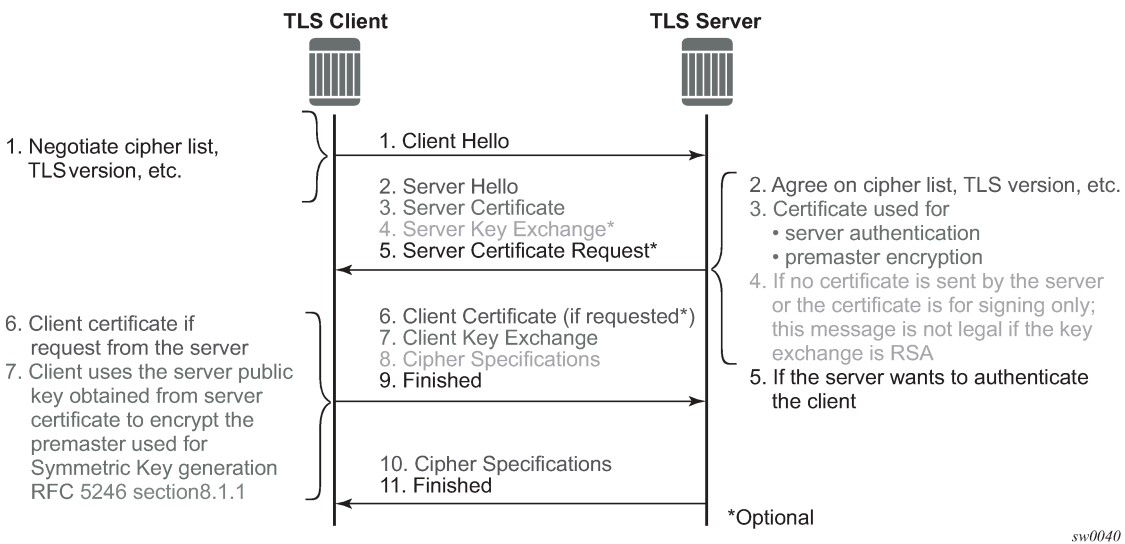 TLS Client
TLS Server
1. Negotiate cipher list,
TLS version, etc.
1. Client Hello
2. Server Hello
3. Server Certificate
4. Server Key Exchange*
5. Server Certificate Request*
2. Agree on cipher list, TLS version, etc.
3. Certificate used for
• server authentication
• premaster encryption
4. If no certificate is sent by the server
or the certificate is for signing only;
this message is not legal if the key
exchange is RSA
5. If the server wants to authenticate
the client
6. Client certificate if
request from the server
7. Client uses the server public
key obtained from server
certificate to encrypt the
premaster used for
Symmetric Key generation
RFC 5246 section8.1.1
6. Client Certificate (if requested*)
7. Client Key Exchange
8. Cipher Specifications
9. Finished
10. Cipher Specifications
11. Finished
*Optional
sw0040